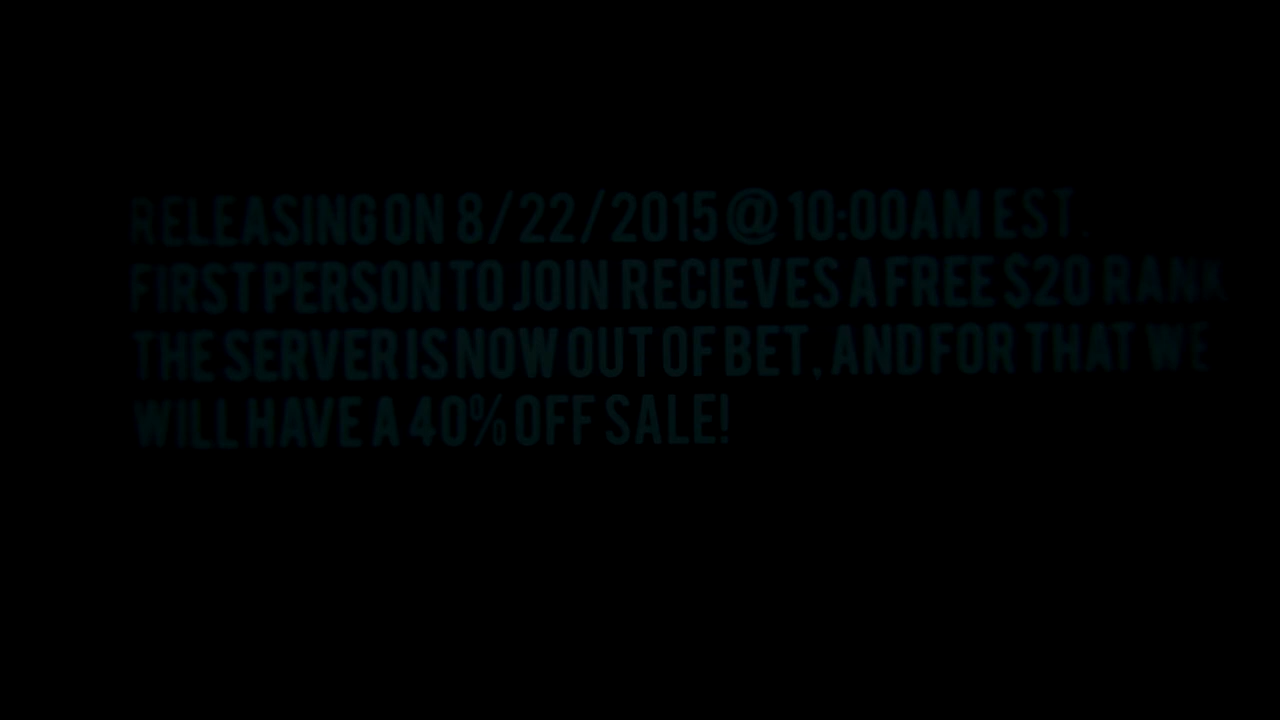 RELEASING ON 8/22/2015 @ 10:00AM EST.
FIRST PERSON TO JOIN RECIEVES A FREE $20 RANK
THE SERVER IS NOW OUT OF BET, AND FOR THAT WE
WILL HAVE A 40% OFF SALE!